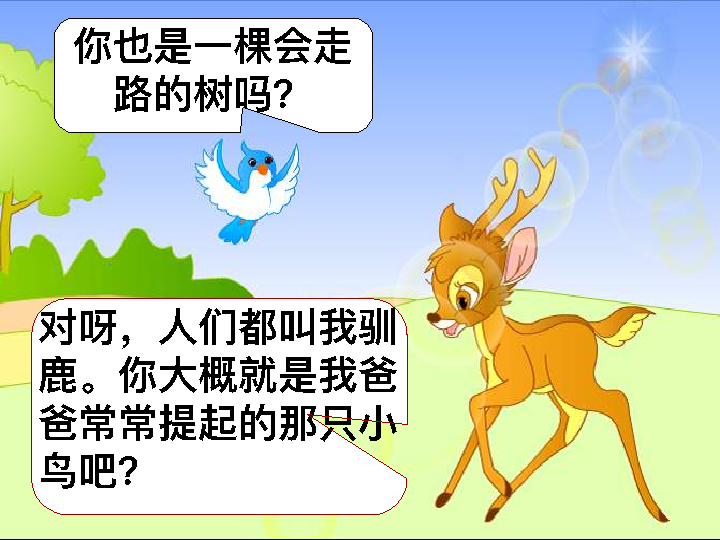 你也是一棵会走
路的树吗?
对呀，人们都叫我驯
鹿。你大概就是我爸
爸常常提起的那只小
鸟吧?